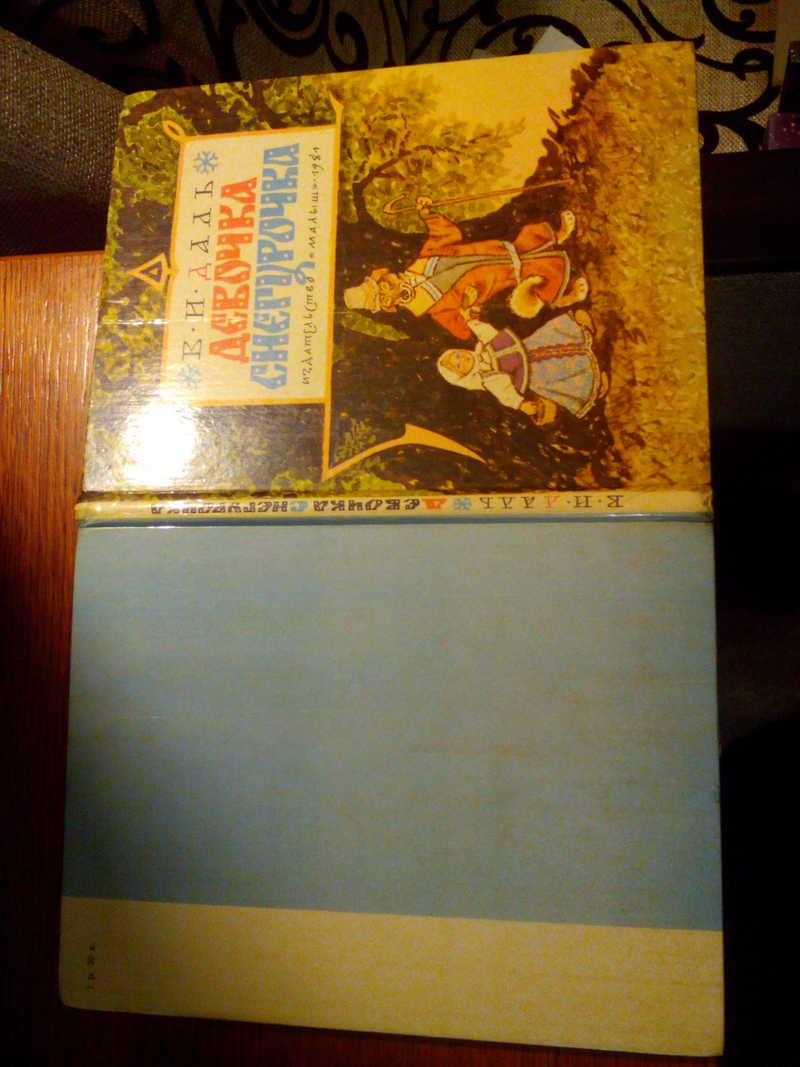 В·И·ДАЛЬ
ДЕВОЧКА
СНЕГУРОЧКА
ИЗДАТЕЛЬСТВО «МАЛЫШ»·1981
В·И·ДАЛЬ * ДЕВОЧКА СНЕГУРОЧКА